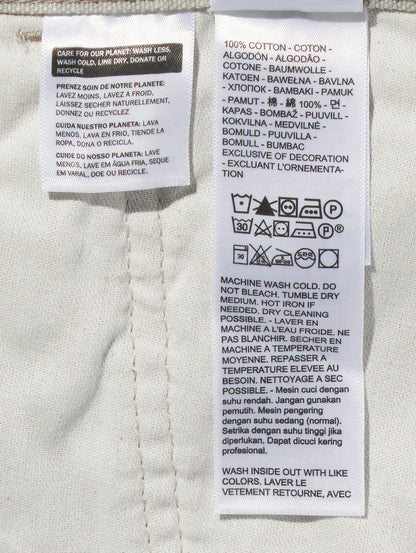 CARE FOR OUR PLANET: WASH LESS,
WASH COLD, LINE DRY, DONATE OR
RECYCLE
PRENEZ SOIN DE NOTRE PLANETE:
LAVEZ MOINS, LAVEZ A FROID,
LAISSEZ SECHER NATURELLEMENT,
DONNEZ OU RECYCLEZ
CUIDA NUESTRO PLANETA: LAVA
MENOS, LAVA EN FRIO, TIENDE LA
ROPA, DONA O RECICLA.
CUIDE DO NOSSO PLANETA: LAVE
MENOS, LAVE EM ÁGUA FRIA, SEQUE
EM VARAL, DOE OU RECICLE.
100% COTTON - COTON -
ALGODÓN - ALGODÃO -
COTONE - BAUMWOLLE -
KATOEN - BAWEŁNA - BAVLNA
- ХЛОПОК - BAMBAKI - PAMUK
- PAMUT - 棉 - 綿 100% - 면 -
KAPAS - BOMBAŽ - PUUVILL -
KOKVILNA - MEDVILNĖ -
BOMULD - PUUVILLA -
BOMULL - BUMBAC
EXCLUSIVE OF DECORATION
- EXCLUANT L'ORNEMENTA-
TION
P
30 P ®
30
MACHINE WASH COLD. DO
NOT BLEACH. TUMBLE DRY
MEDIUM. HOT IRON IF
NEEDED. DRY CLEANING
POSSIBLE. - LAVER EN
MACHINE A L'EAU FROIDE. NE
PAS BLANCHIR. SECHER EN
MACHINE A TEMPERATURE
MOYENNE. REPASSER A
TEMPERATURE ELEVEE AU
BESOIN. NETTOYAGE A SEC
POSSIBLE. - Mesin cuci dengan
suhu rendah. Jangan gunakan
pemutih. Mesin pengering
dengan suhu sedang (normal).
Setrika dengan suhu tinggi jika
diperlukan. Dapat dicuci kering
profesional.
WASH INSIDE OUT WITH LIKE
COLORS. LAVER LE
VETEMENT RETOURNE, AVEC